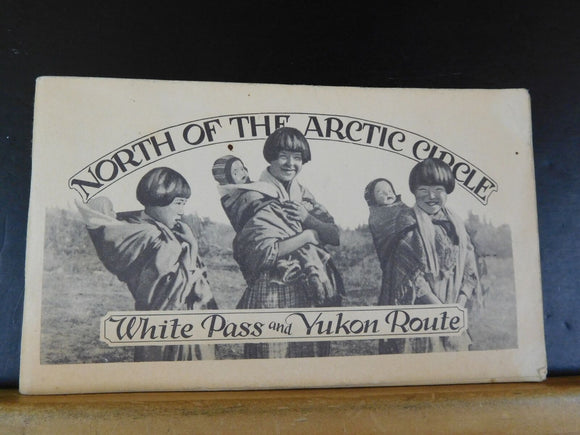 NORTH OF THE ARCTIC CIRCLE
White Pass and Yukon Route